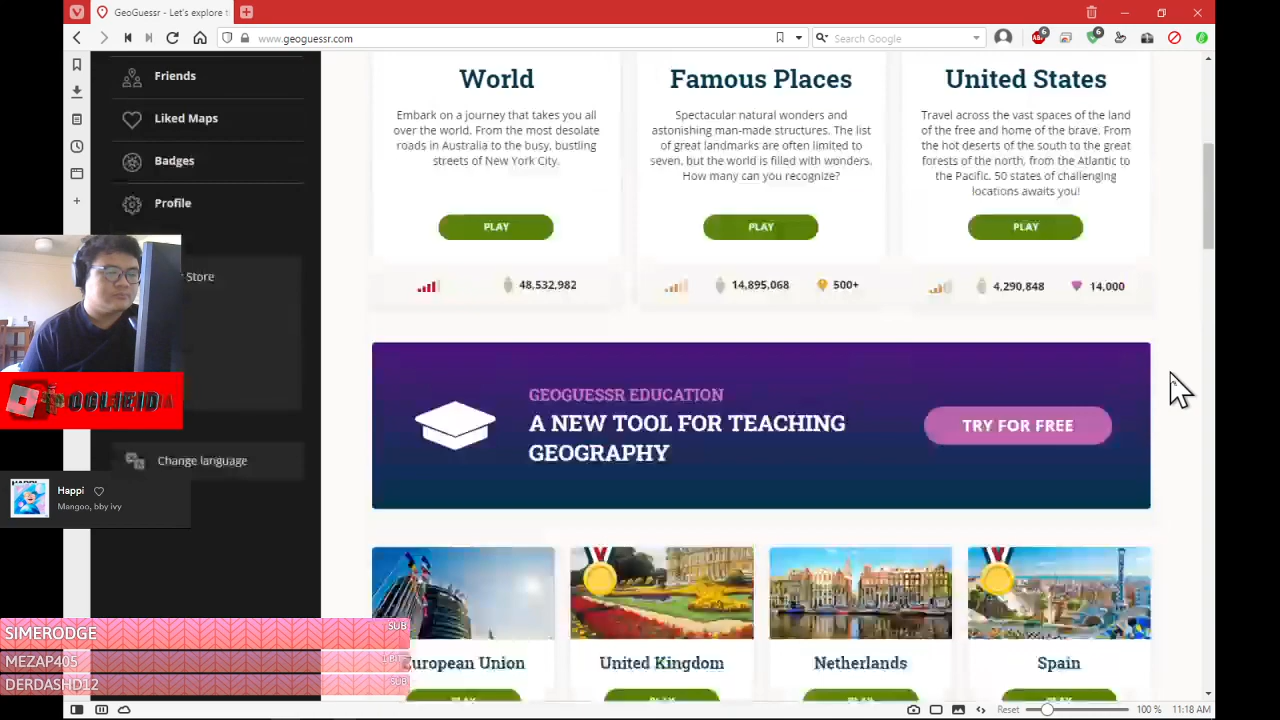 GeoGuessr - Let's explore t
www.geoguessr.com
Search Google
6
6
Friends
Liked Maps
Badges
Profile
Store
Change language
World
Embark on a journey that takes you all
over the world. From the most desolate
roads in Australia to the busy, bustling
streets of New York City.
PLAY
48,532,982
Famous Places
Spectacular natural wonders and
astonishing man-made structures. The list
of great landmarks are often limited to
seven, but the world is filled with wonders.
How many can you recognize?
PLAY
14,895,068
500+
United States
Travel across the vast spaces of the land
of the free and home of the brave. From
the hot deserts of the south to the great
forests of the north, from the Atlantic to
the Pacific. 50 states of challenging
locations awaits you!
PLAY
4,290,848
14,000
GEOGUESSR EDUCATION
A NEW TOOL FOR TEACHING
GEOGRAPHY
TRY FOR FREE
Happi
Mangoo, bby ivy
European Union
United Kingdom
Netherlands
Spain
PLAY
PLAY
PLAY
PLAY
SIMERODGE
SUB
MEZAP405
DERDASHD12
SUB
Reset
100 %
11:18 AM